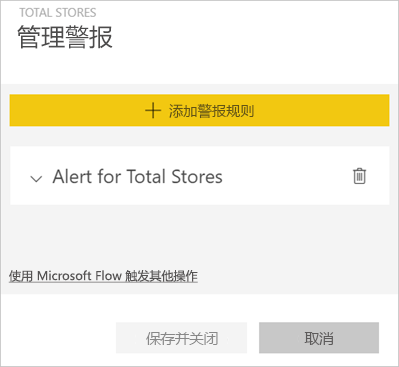 TOTAL STORES
管理警报
添加警报规则
Alert for Total Stores
使用 Microsoft Flow 触发其他操作
保存并关闭
取消